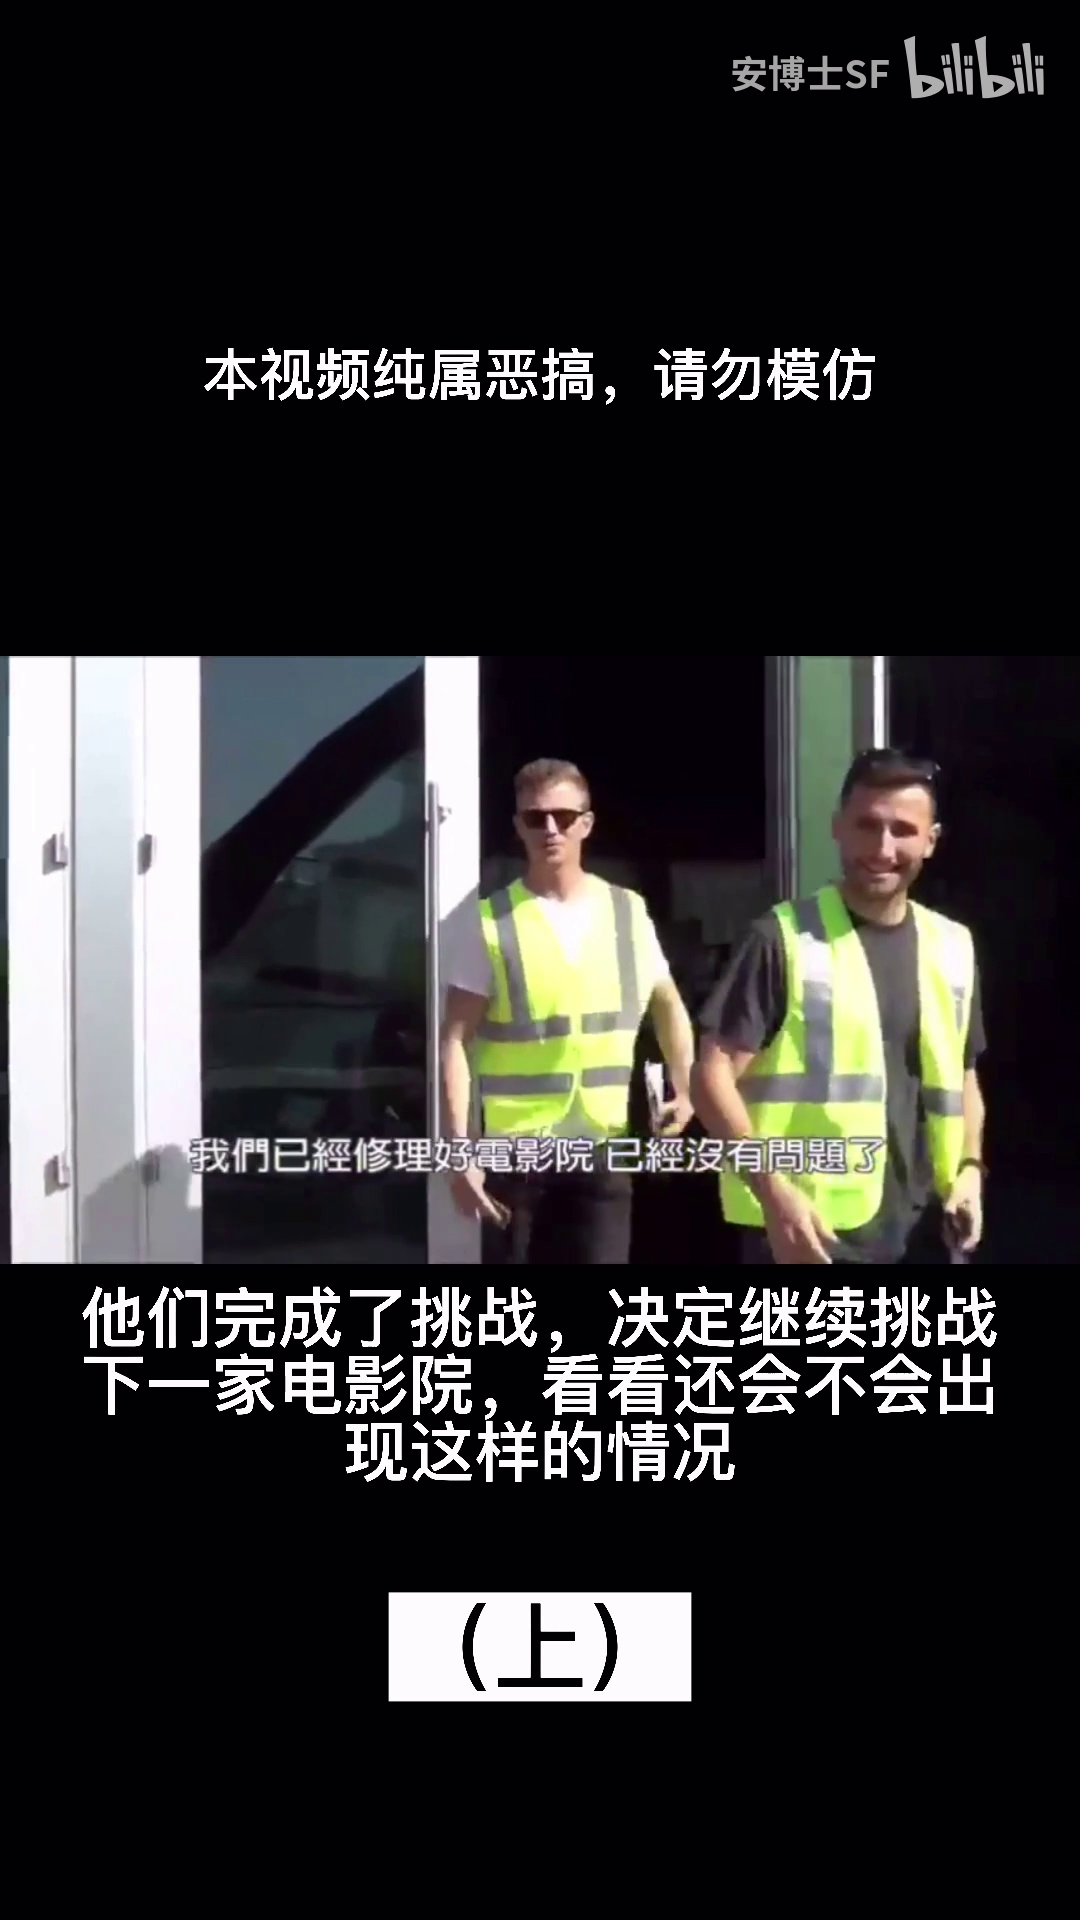 安博士SF bilibili
本视频纯属恶搞，请勿模仿
我們已經修理好電影院 已經沒有問題了
他们完成了挑战，决定继续挑战
下一家电影院，看看还会不会出
现这样的情况
（上）